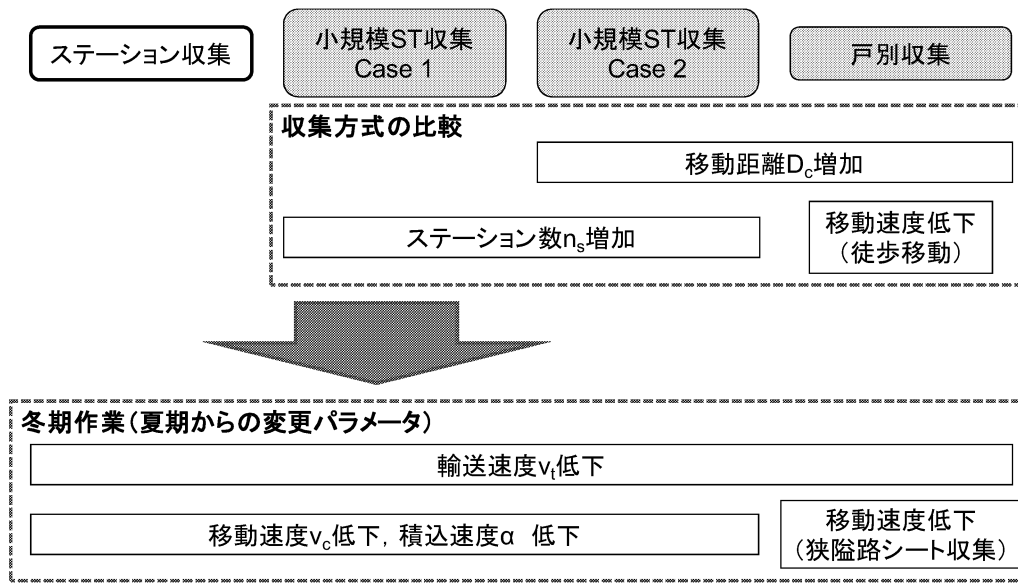 ステーション収集
小規模ST収集
Case 1
小規模ST収集
Case 2
戸別収集
収集方式の比較
移動距離Dc増加
ステーション数ns増加
移動速度低下
（徒歩移動）
冬期作業（夏期からの変更パラメータ）
輸送速度vt低下
移動速度vc低下，積込速度α 低下
移動速度低下
（狭隘路シート収集）